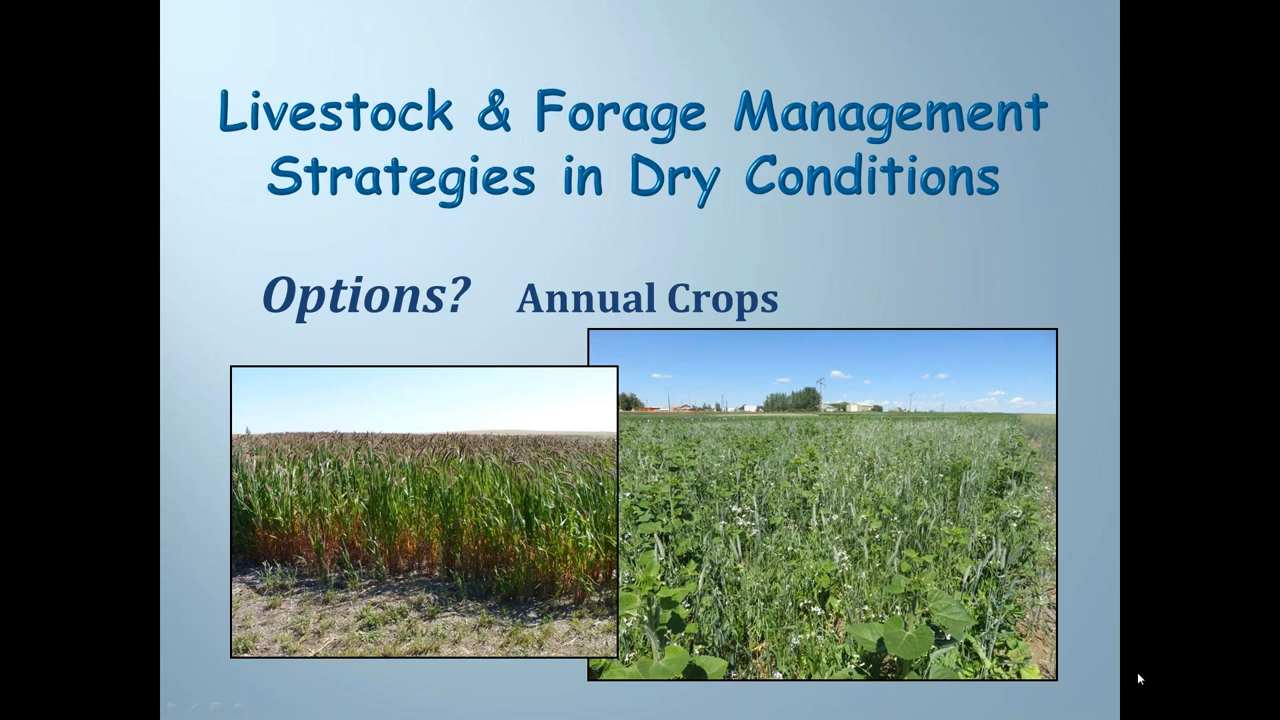 Livestock & Forage Management
Strategies in Dry Conditions
Options? Annual Crops